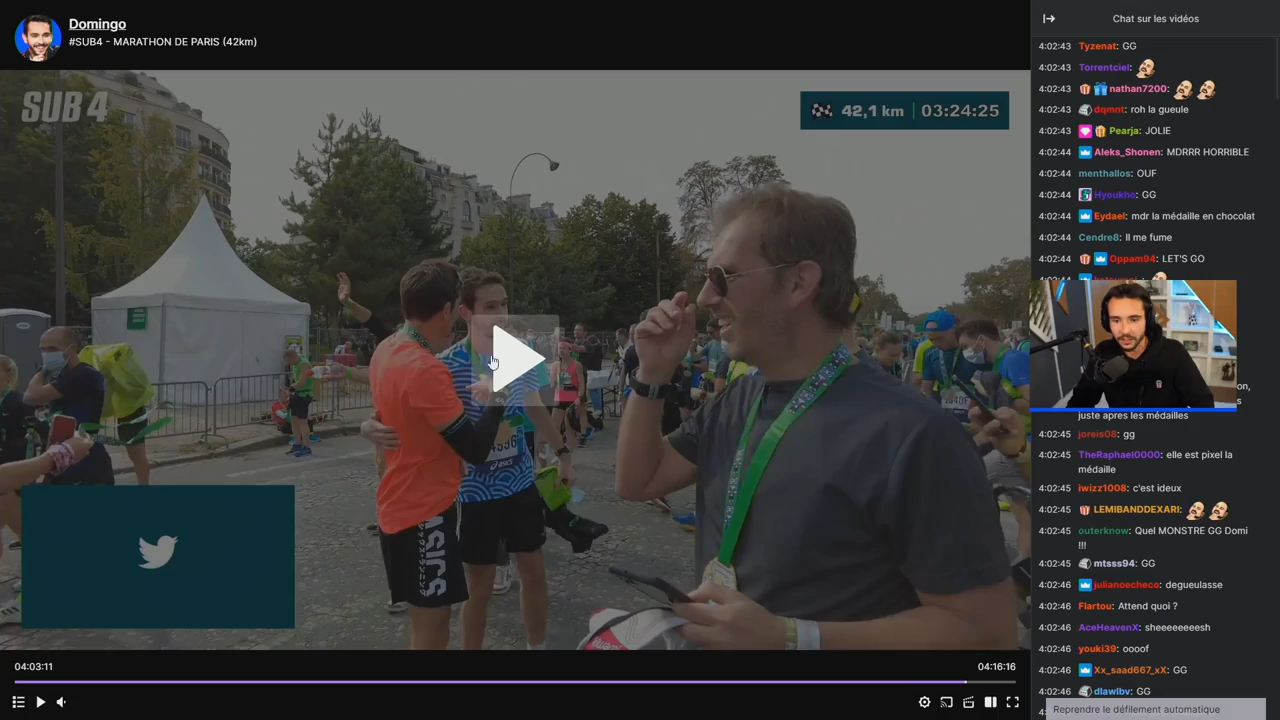 Domingo
#SUB4 - MARATHON DE PARIS (42km)
SUB 4
42,1 km | 03:24:25
ASICS
04:03:11
04:16:16
Chat sur les vidéos
4:02:43 Tyzenat: GG
4:02:43 Torrentciel:
4:02:43 nathan7200:
4:02:43 dqmnt: roh la gueule
4:02:43 Pearja: JOLIE
4:02:44 Aleks_Shonen: MDRRR HORRIBLE
4:02:44 menthallos: OUF
4:02:44 Hyoukho: GG
4:02:44 Eydael: mdr la médaille en chocolat
4:02:44 Cendre8: Il me fume
4:02:44 Oppam94: LET'S GO
juste apres les médailles
4:02:45 joreis08: gg
4:02:45 TheRaphael0000: elle est pixel la
médaille
4:02:45 iwizz1008: c'est ideux
4:02:45 LEMIBANDEXARI:
4:02:45 outerknow: Quel MONSTRE GG Domi
!!!
4:02:45 mtsss94: GG
4:02:46 julianoecheco: degueulasse
4:02:46 Flartou: Attend quoi ?
4:02:46 AceHeavenX: sheeeeeeesh
4:02:46 youki39: oooof
4:02:46 Xx_saad667_xX: GG
4:02:46 dlawlbv: GG
Reprendre le défilement automatique